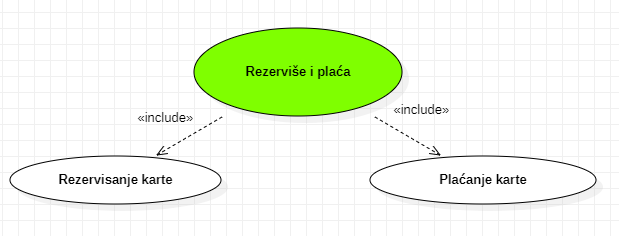 Rezerviše i plaća
«include»
«include»
Rezervisanje karte
Plaćanje karte